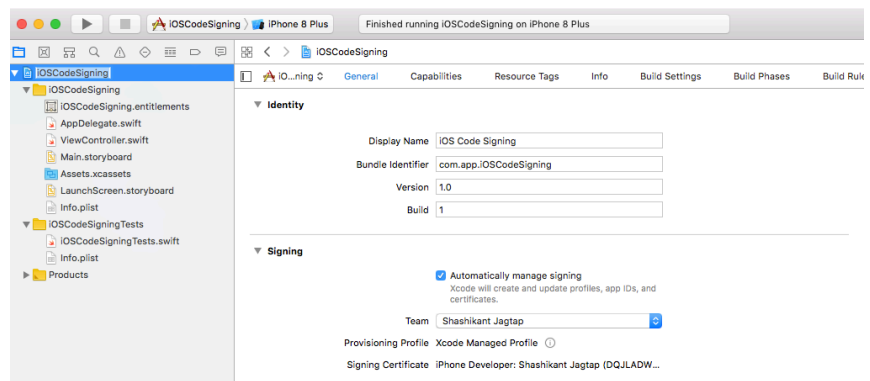 iOSCodeSigning iPhone 8 Plus Finished running iOSCodeSigning on iPhone 8 Plus
iOSCodeSigning
iOSCodeSigning
iO...ning General Capabilities Resource Tags Info Build Settings Build Phases Build Rule
iOSCodeSigning
iOSCodeSigning.entitlements
AppDelegate.swift
ViewController.swift
Main.storyboard
Assets.xcassets
LaunchScreen.storyboard
Info.plist
iOSCodeSigningTests
iOSCodeSigningTests.swift
Info.plist
Products
Identity
Display Name iOS Code Signing
Bundle Identifier com.app.iOSCodeSigning
Version 1.0
Build 1
Signing
Automatically manage signing
Xcode will create and update profiles, app IDs, and
certificates.
Team Shashikant Jagtap
Provisioning Profile Xcode Managed Profile
Signing Certificate iPhone Developer: Shashikant Jagtap (DQJLADW...